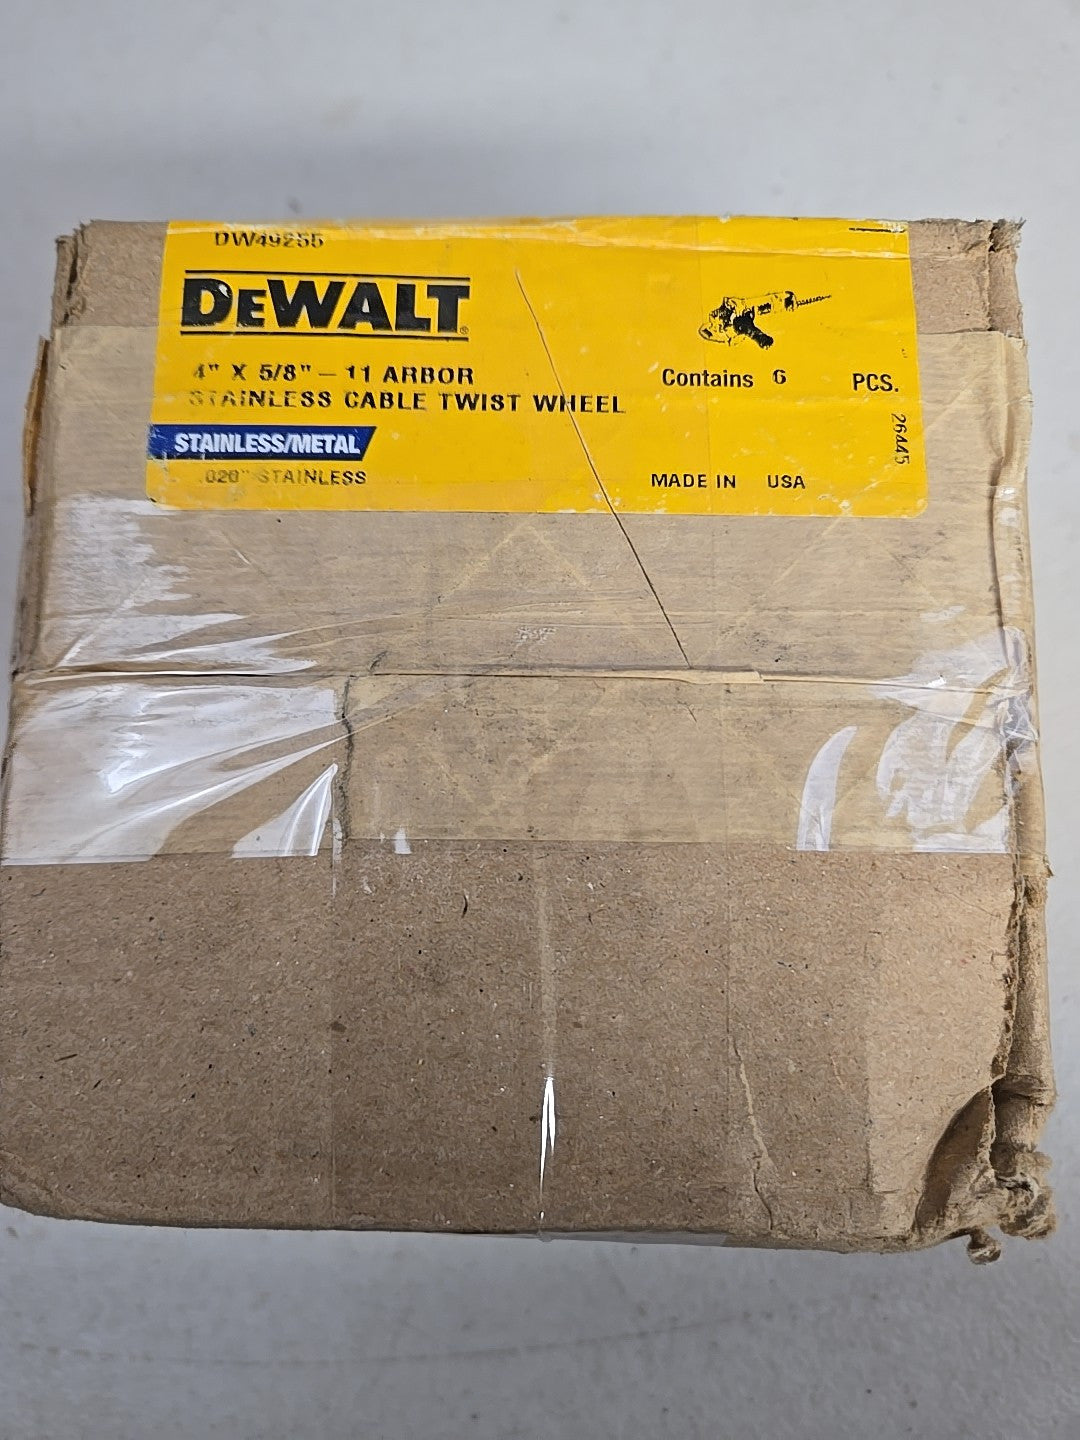 DW49255
DEWALT®
4" X 5/8" – 11 ARBOR
STAINLESS CABLE TWIST WHEEL
STAINLESS/METAL
.020" STAINLESS
Contains 6 PCS.
26445
MADE IN USA